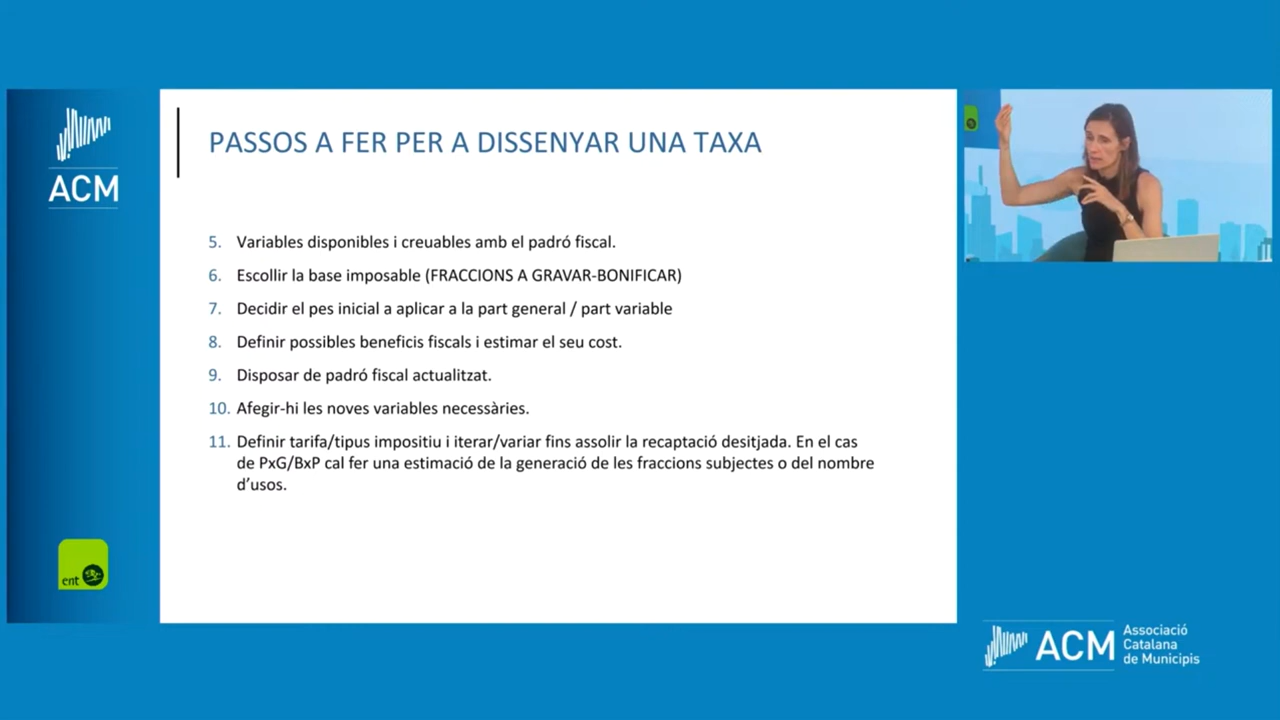 ACM
PASSOS A FER PER A DISSENYAR UNA TAXA
5. Variables disponibles i creuables amb el padró fiscal.
6. Escollir la base imposable (FRACCIONS A GRAVAR-BONIFICAR)
7. Decidir el pes inicial a aplicar a la part general / part variable
8. Definir possibles beneficis fiscals i estimar el seu cost.
9. Disposar de padró fiscal actualitzat.
10. Afegir-hi les noves variables necessàries.
11. Definir tarifa/tipus impositiu i iterar/variar fins assolir la recaptació desitjada. En el cas
de PxG/BxP cal fer una estimació de la generació de les fraccions subjectes o del nombre
d’usos.
ent
ACM
Associació
Catalana
de Municipis